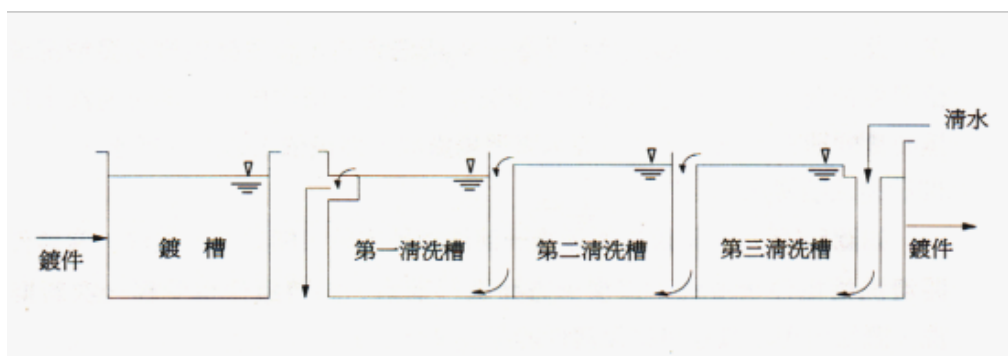 清水
鍍件
鍍 槽
第一清洗槽
第二清洗槽
第三清洗槽
鍍件